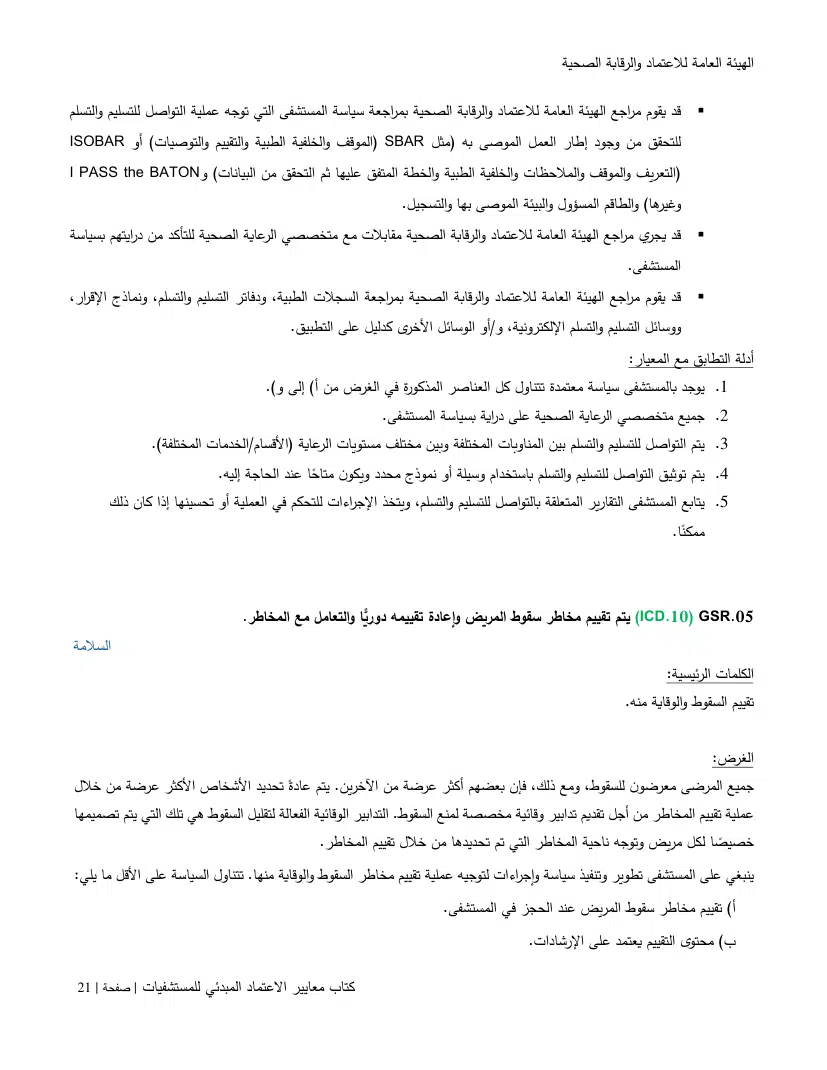 الهيئة العامة للاعتماد والرقابة الصحية
▪ قد يقوم مراجع الهيئة العامة للاعتماد والرقابة الصحية بمراجعة سياسة المستشفى التي توجه عملية التواصل للتسليم والتسلم
للتحقق من وجود إطار العمل الموصى به (مثل SBAR (الموقف والخلفية الطبية والتقييم والتوصيات) أو ISOBAR
(التعريف والموقف والملاحظات والخلفية الطبية والخطة المتفق عليها ثم التحقق من البيانات) وI PASS the BATON
وغيرها) والطاقم المسؤول والبيئة الموصى بها والتسجيل.
▪ قد يجري مراجع الهيئة العامة للاعتماد والرقابة الصحية مقابلات مع متخصصي الرعاية الصحية للتأكد من درايتهم بسياسة
المستشفى.
▪ قد يقوم مراجع الهيئة العامة للاعتماد والرقابة الصحية بمراجعة السجلات الطبية، ودفاتر التسليم والتسلم، ونماذج الإقرار،
ووسائل التسليم والتسلم الإلكترونية، و/أو الوسائل الأخرى كدليل على التطبيق.
أدلة التطابق مع المعيار:
1. يوجد بالمستشفى سياسة معتمدة تتناول كل العناصر المذكورة في الغرض من أ) إلى و).
2. جميع متخصصي الرعاية الصحية على دراية بسياسة المستشفى.
3. يتم التواصل للتسليم والتسلم بين المناوبات المختلفة وبين مختلف مستويات الرعاية (الأقسام/الخدمات المختلفة).
4. يتم توثيق التواصل للتسليم والتسلم باستخدام وسيلة أو نموذج محدد ويكون متاحًا عند الحاجة إليه.
5. يتابع المستشفى التقارير المتعلقة بالتواصل للتسليم والتسلم، ويتخذ الإجراءات للتحكم في العملية أو تحسينها إذا كان ذلك
ممكنًا.
GSR.05 (ICD.10) يتم تقييم مخاطر سقوط المريض وإعادة تقييمه دوريًّا والتعامل مع المخاطر.
السلامة
الكلمات الرئيسية:
تقييم السقوط والوقاية منه.
الغرض:
جميع المرضى معرضون للسقوط، ومع ذلك، فإن بعضهم أكثر عرضة من الآخرين. يتم عادةً تحديد الأشخاص الأكثر عرضة من خلال
عملية تقييم المخاطر من أجل تقديم تدابير وقائية مخصصة لمنع السقوط. التدابير الوقائية الفعالة لتقليل السقوط هي تلك التي يتم تصميمها
خصيصًا لكل مريض وتوجه ناحية المخاطر التي تم تحديدها من خلال تقييم المخاطر.
ينبغي على المستشفى تطوير وتنفيذ سياسة وإجراءات لتوجيه عملية تقييم مخاطر السقوط والوقاية منها. تتناول السياسة على الأقل ما يلي:
أ) تقييم مخاطر سقوط المريض عند الحجز في المستشفى.
ب) محتوى التقييم يعتمد على الإرشادات.
كتاب معايير الاعتماد المبدئي للمستشفيات | صفحة | 21